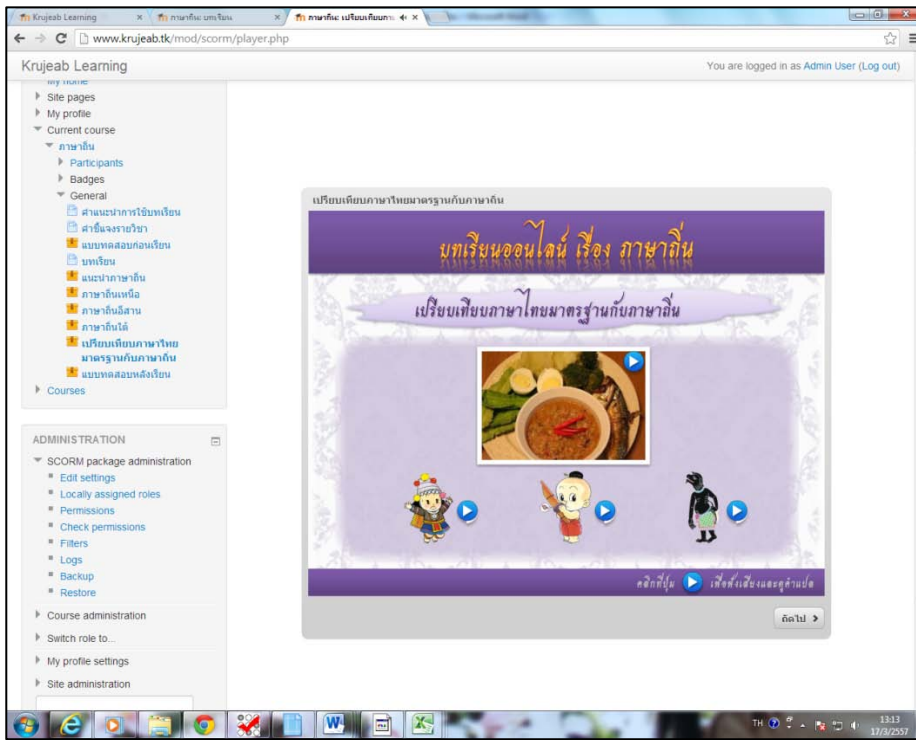 Krujeab Learning
ภาษาถิ่น: บทเรียน
ภาษาถิ่น: เปรียบเทียบภา
www.krujeab.tk/mod/scorm/player.php
Krujeab Learning
You are logged in as Admin User (Log out)
My home
Site pages
My profile
Current course
ภาษาถิ่น
Participants
Badges
General
คำแนะนำการใช้บทเรียน
คำชี้แจงรายวิชา
แบบทดสอบก่อนเรียน
บทเรียน
แนะนำภาษาถิ่น
ภาษาถิ่นเหนือ
ภาษาถิ่นอีสาน
ภาษาถิ่นใต้
เปรียบเทียบภาษาไทย
มาตรฐานกับภาษาถิ่น
แบบทดสอบหลังเรียน
Courses
ADMINISTRATION
SCORM package administration
Edit settings
Locally assigned roles
Permissions
Check permissions
Filters
Logs
Backup
Restore
Course administration
Switch role to...
My profile settings
Site administration
เปรียบเทียบภาษาไทยมาตรฐานกับภาษาถิ่น
บทเรียนออนไลน์ เรื่อง ภาษาถิ่น
เปรียบเทียบภาษาไทยมาตรฐานกับภาษาถิ่น
คลิกที่ปุ่ม เพื่อฟังเสียงและดูคำแปล
ถัดไป
TH
13:13
17/3/2557